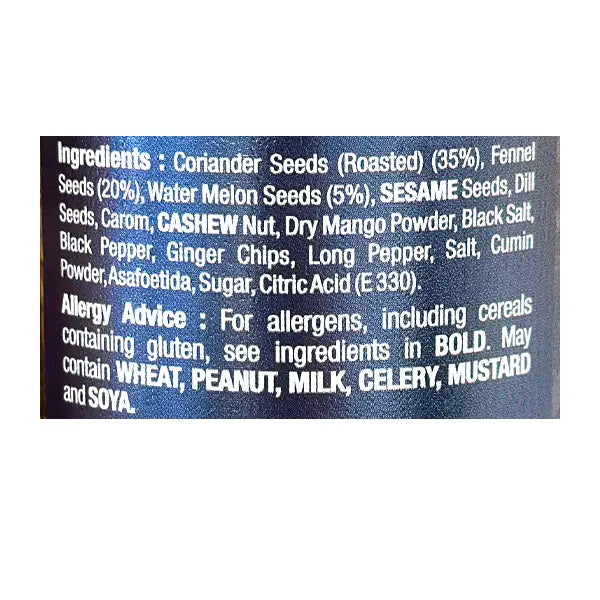 Ingredients : Coriander Seeds (Roasted) (35%), Fennel
Seeds (20%), Water Melon Seeds (5%), SESAME Seeds, Dill
Seeds, Carom, CASHEW Nut, Dry Mango Powder, Black Salt,
Black Pepper, Ginger Chips, Long Pepper, Salt, Cumin
Powder, Asafoetida, Sugar, Citric Acid (E 330).
Allergy Advice : For allergens, including cereals
containing gluten, see ingredients in BOLD. May
contain WHEAT, PEANUT, MILK, CELERY, MUSTARD
and SOYA.